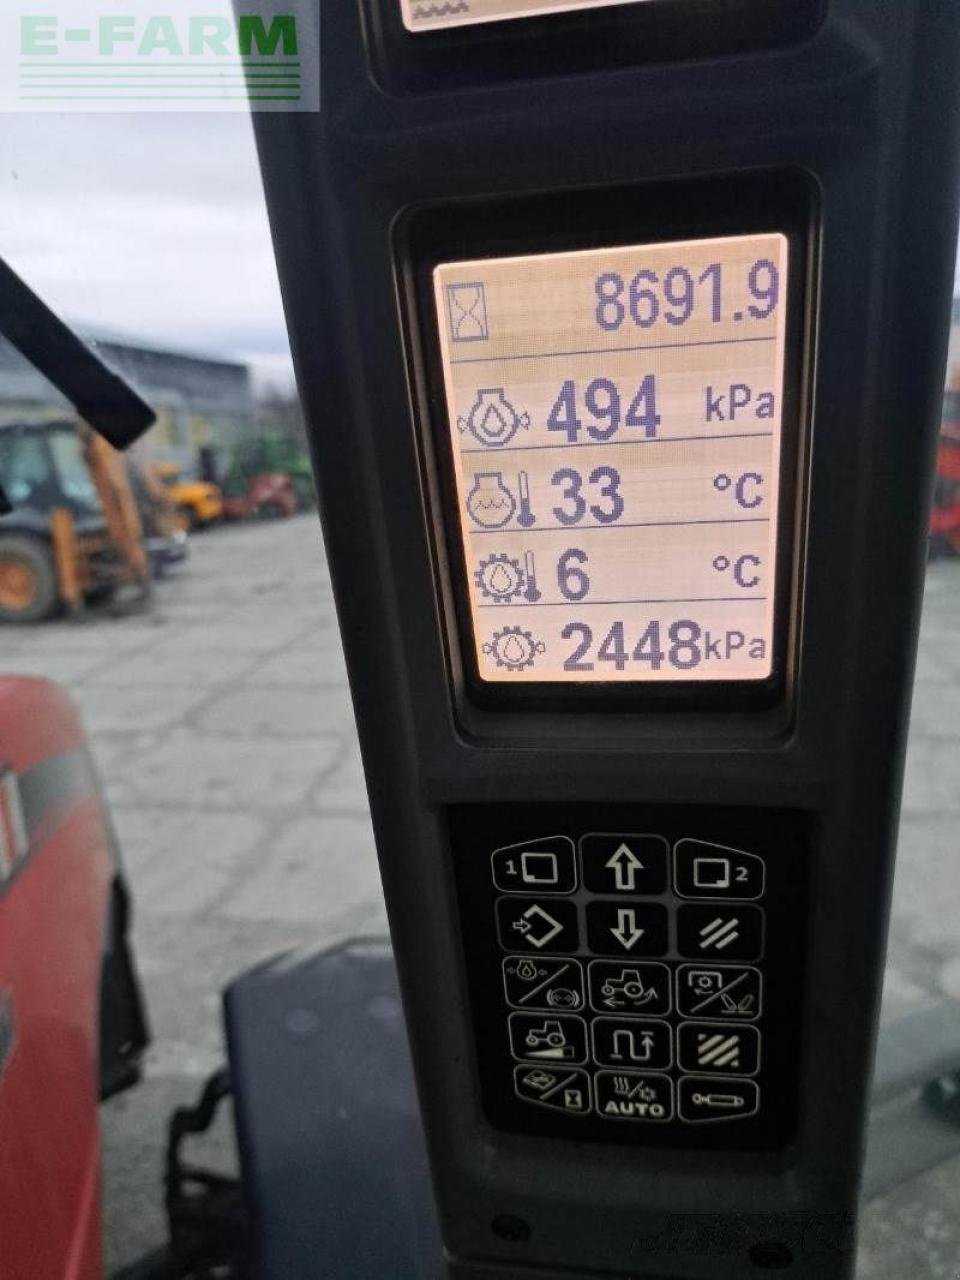 E-FARM
8691.9
494 kPa
33 °C
6 °C
2448 kPa
1 2
AUTO